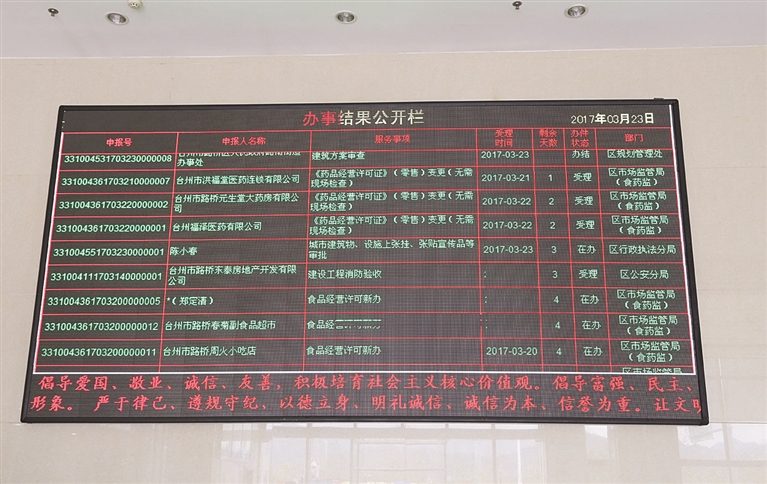 办事结果公开栏
2017年03月23日
申报号 申报人名称 服务事项 受理时间 剩余天数 办件状态 部门
331004531703230000008 办事处 建筑方案审查 2017-03-23 办结 区规划管理处
331004361703210000007 台州市洪福堂医药连锁有限公司 《药品经营许可证》（零售）变更（无需现场检查） 2017-03-21 1 受理 区市场监管局（食药监）
331004361703220000002 台州市路桥元生堂大药房有限公司 《药品经营许可证》（零售）变更（无需现场检查） 2017-03-22 2 受理 区市场监管局（食药监）
331004361703220000001 台州福泽医药有限公司 《药品经营许可证》（零售）变更（无需现场检查） 2017-03-22 2 受理 区市场监管局（食药监）
331004551703230000001 陈小春 城市建筑物、设施上张挂、张贴宣传品等审批 2017-03-23 3 在办 区行政执法分局
331004111703140000001 台州市路桥东泰房地产开发有限公司 建设工程消防验收 3 受理 区公安分局
331004361703200000005 *（郑定清） 食品经营许可新办 4 在办 区市场监管局（食药监）
331004361703200000012 台州市路桥春菊副食品超市 食品经营许可新办 4 在办 区市场监管局（食药监）
331004361703200000011 台州市路桥周火小吃店 食品经营许可新办 2017-03-20 4 在办 区市场监管局（食药监）
区市场监管局
倡导爱国、敬业、诚信、友善，积极培育社会主义核心价值观。倡导富强、民主、
形象。 严于律己、遵规守纪、以德立身、明礼诚信、诚信为本、信誉为重。让文明